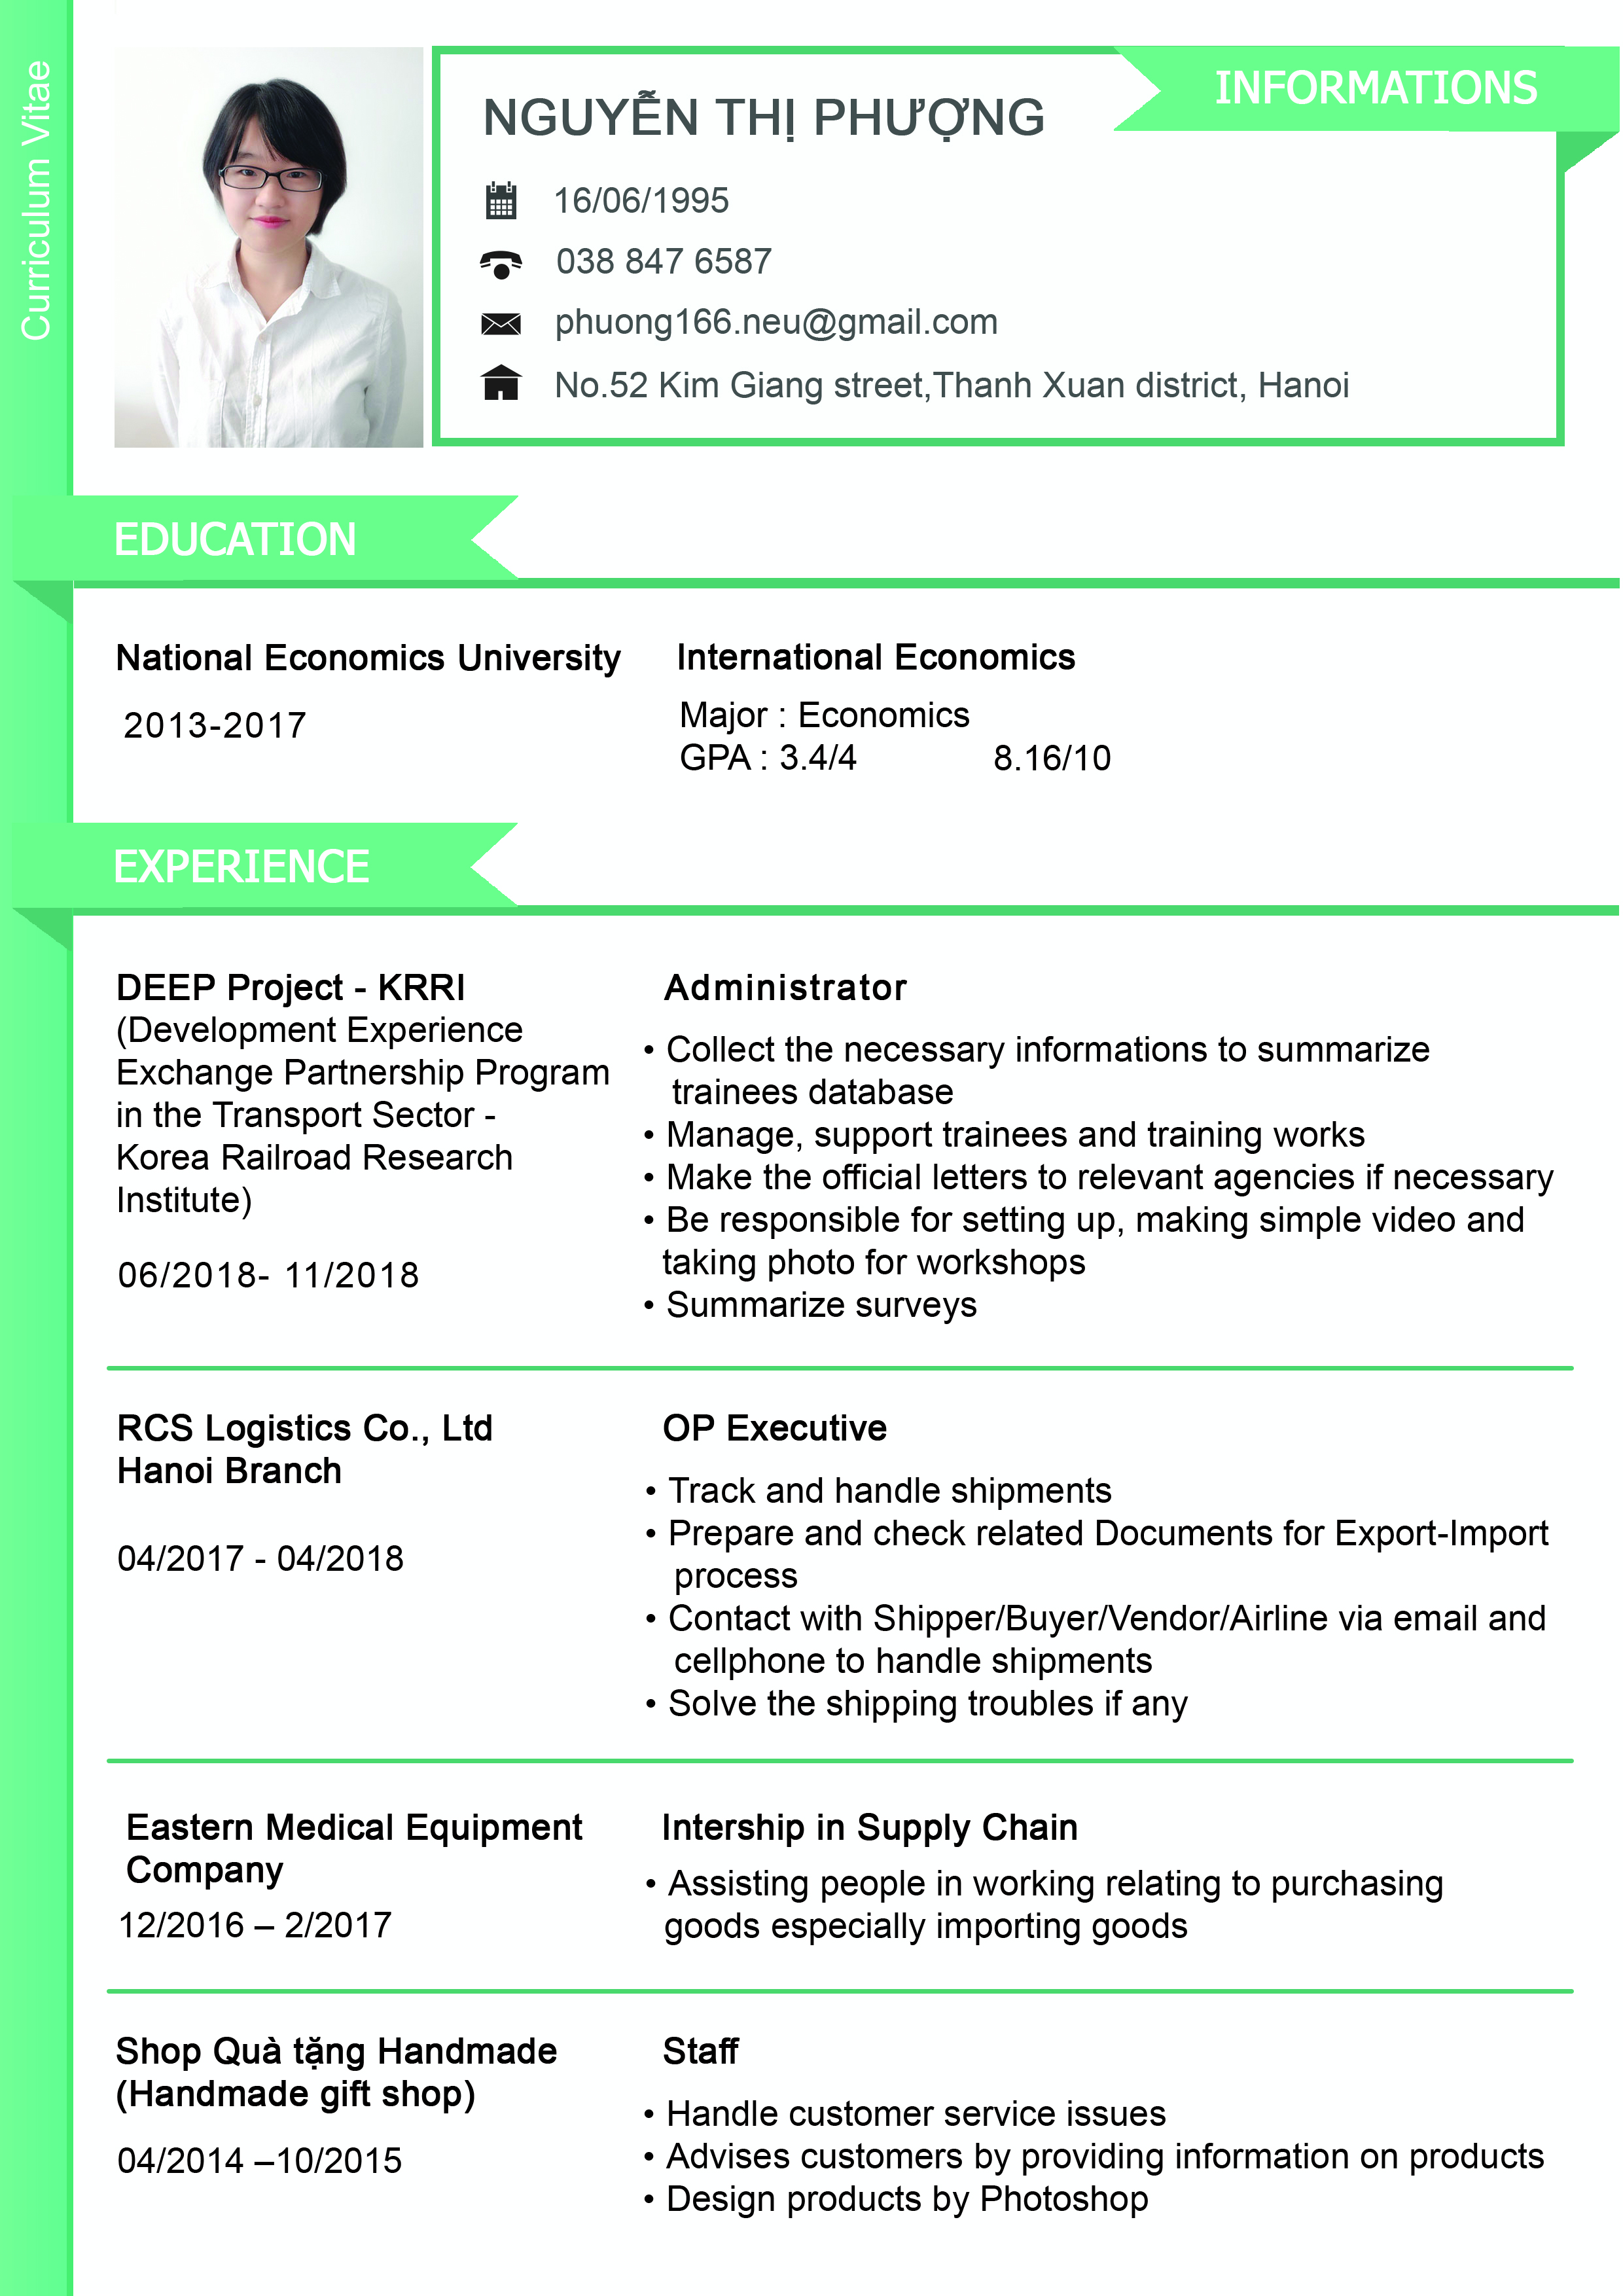 Curriculum Vitae
INFORMATIONS
NGUYỄN THỊ PHƯỢNG
16/06/1995
038 847 6587
phuong166.neu@gmail.com
No.52 Kim Giang street,Thanh Xuan district, Hanoi
EDUCATION
National Economics University
2013-2017
International Economics
Major : Economics
GPA : 3.4/4 8.16/10
EXPERIENCE
DEEP Project - KRRI
(Development Experience
Exchange Partnership Program
in the Transport Sector -
Korea Railroad Research
Institute)
06/2018- 11/2018
Administrator
• Collect the necessary informations to summarize
trainees database
• Manage, support trainees and training works
• Make the official letters to relevant agencies if necessary
• Be responsible for setting up, making simple video and
taking photo for workshops
• Summarize surveys
RCS Logistics Co., Ltd
Hanoi Branch
04/2017 - 04/2018
OP Executive
• Track and handle shipments
• Prepare and check related Documents for Export-Import
process
• Contact with Shipper/Buyer/Vendor/Airline via email and
cellphone to handle shipments
• Solve the shipping troubles if any
Eastern Medical Equipment
Company
12/2016 – 2/2017
Intership in Supply Chain
• Assisting people in working relating to purchasing
goods especially importing goods
Shop Quà tặng Handmade
(Handmade gift shop)
04/2014 –10/2015
Staff
• Handle customer service issues
• Advises customers by providing information on products
• Design products by Photoshop